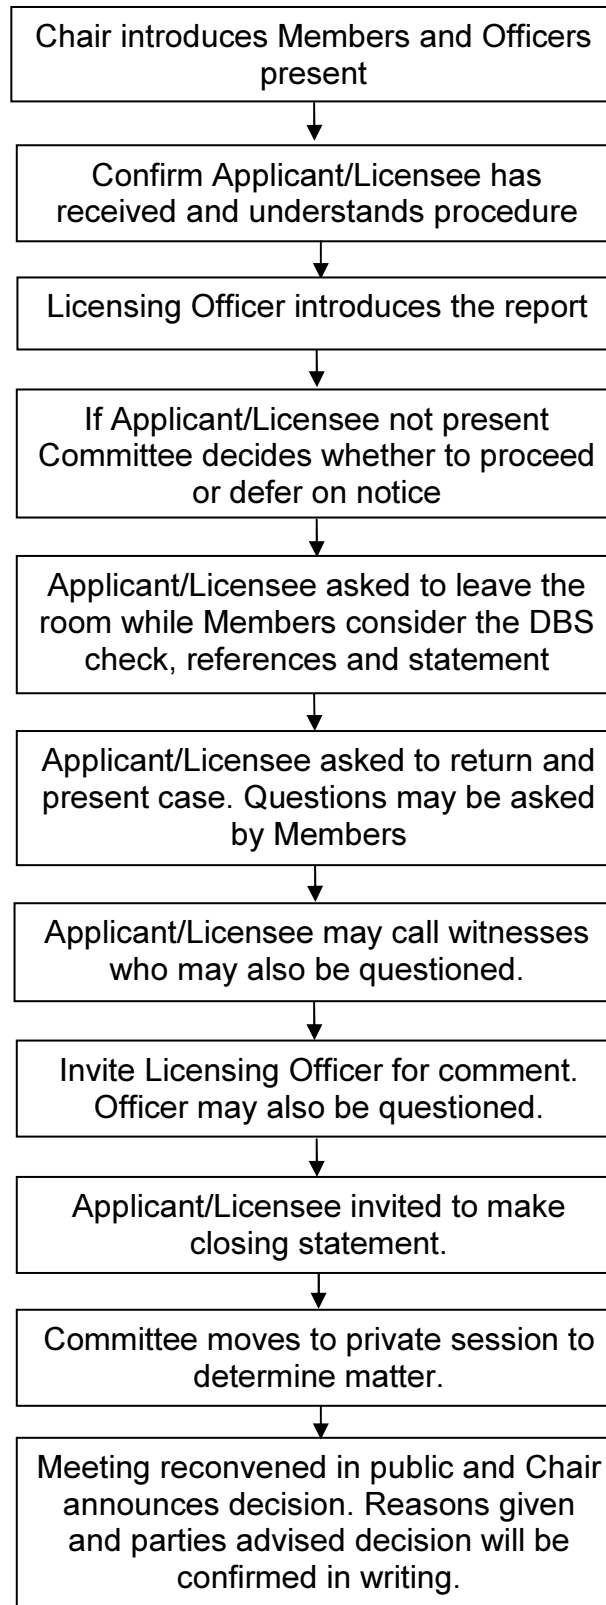 Chair introduces Members and Officers
present
Confirm Applicant/Licensee has
received and understands procedure
Licensing Officer introduces the report
If Applicant/Licensee not present
Committee decides whether to proceed
or defer on notice
Applicant/Licensee asked to leave the
room while Members consider the DBS
check, references and statement
Applicant/Licensee asked to return and
present case. Questions may be asked
by Members
Applicant/Licensee may call witnesses
who may also be questioned.
Invite Licensing Officer for comment.
Officer may also be questioned.
Applicant/Licensee invited to make
closing statement.
Committee moves to private session to
determine matter.
Meeting reconvened in public and Chair
announces decision. Reasons given
and parties advised decision will be
confirmed in writing.